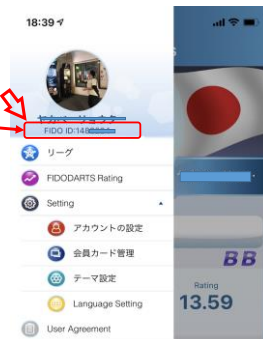 18:39
FIDO ID:148
リーグ
FIDODARTS Rating
Setting
アカウントの設定
会員カード管理
テーマ設定
Language Setting
User Agreement
S
BB
Rating
13.59